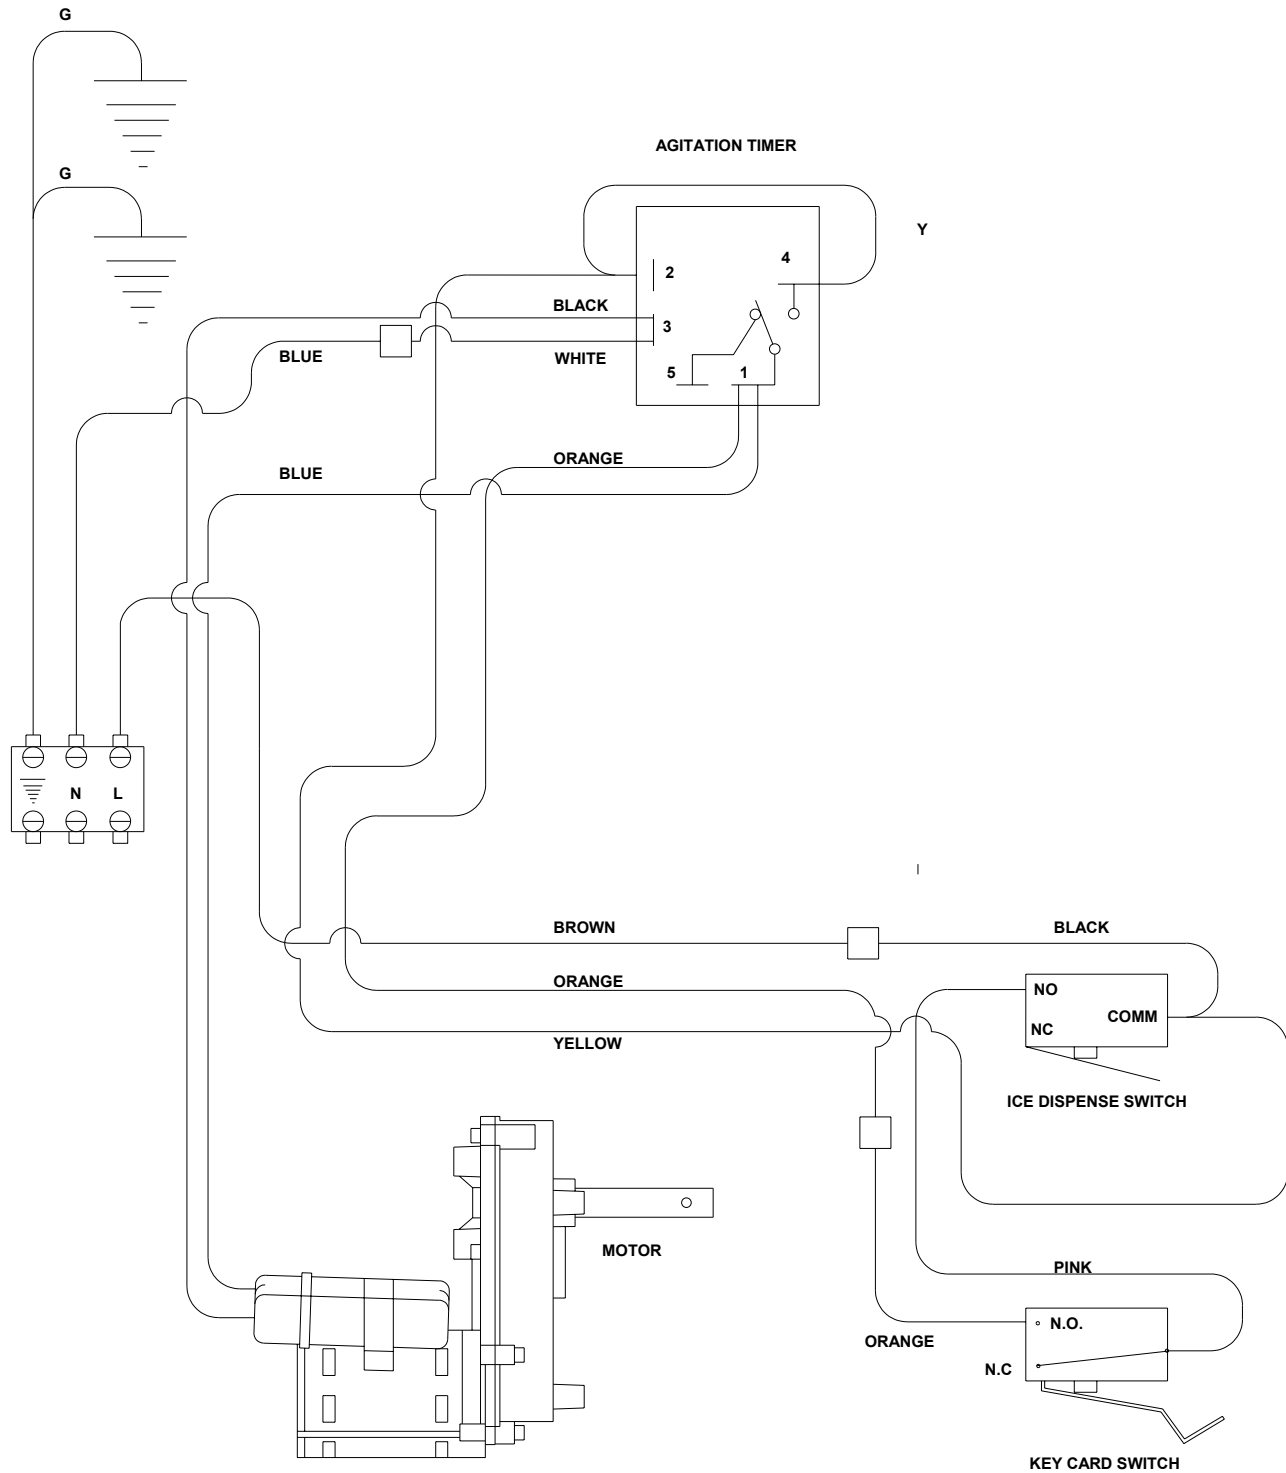 G
G
AGITATION TIMER
Y
2
4
BLACK
3
BLUE
WHITE
5
1
ORANGE
BLUE
N
L
BROWN
BLACK
ORANGE
NO
COMM
NC
YELLOW
ICE DISPENSE SWITCH
MOTOR
PINK
N.O.
ORANGE
N.C
KEY CARD SWITCH